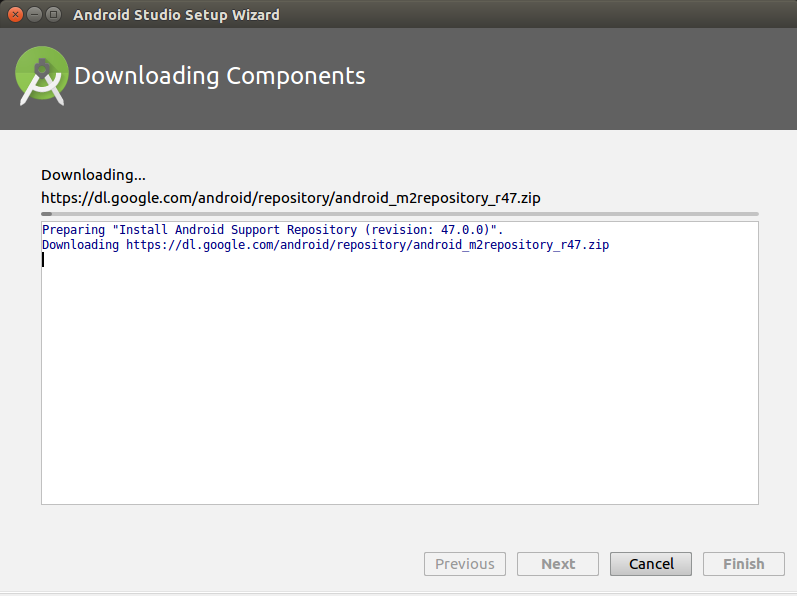 Android Studio Setup Wizard
Downloading Components
Downloading...
https://dl.google.com/android/repository/android_m2repository_r47.zip
Preparing "Install Android Support Repository (revision: 47.0.0)".
Downloading https://dl.google.com/android/repository/android_m2repository_r47.zip
Previous
Next
Cancel
Finish